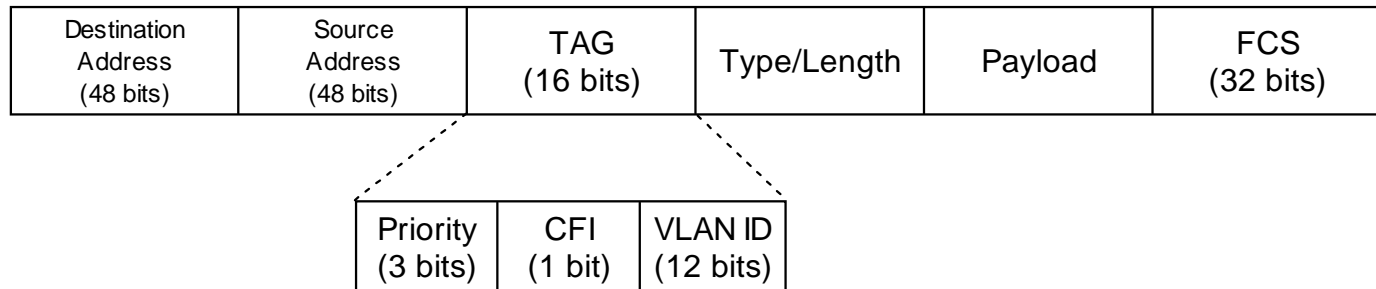 Destination
Address
(48 bits)
Source
Address
(48 bits)
TAG
(16 bits)
Type/Length
Payload
FCS
(32 bits)
Priority
(3 bits)
CFI
(1 bit)
VLAN ID
(12 bits)